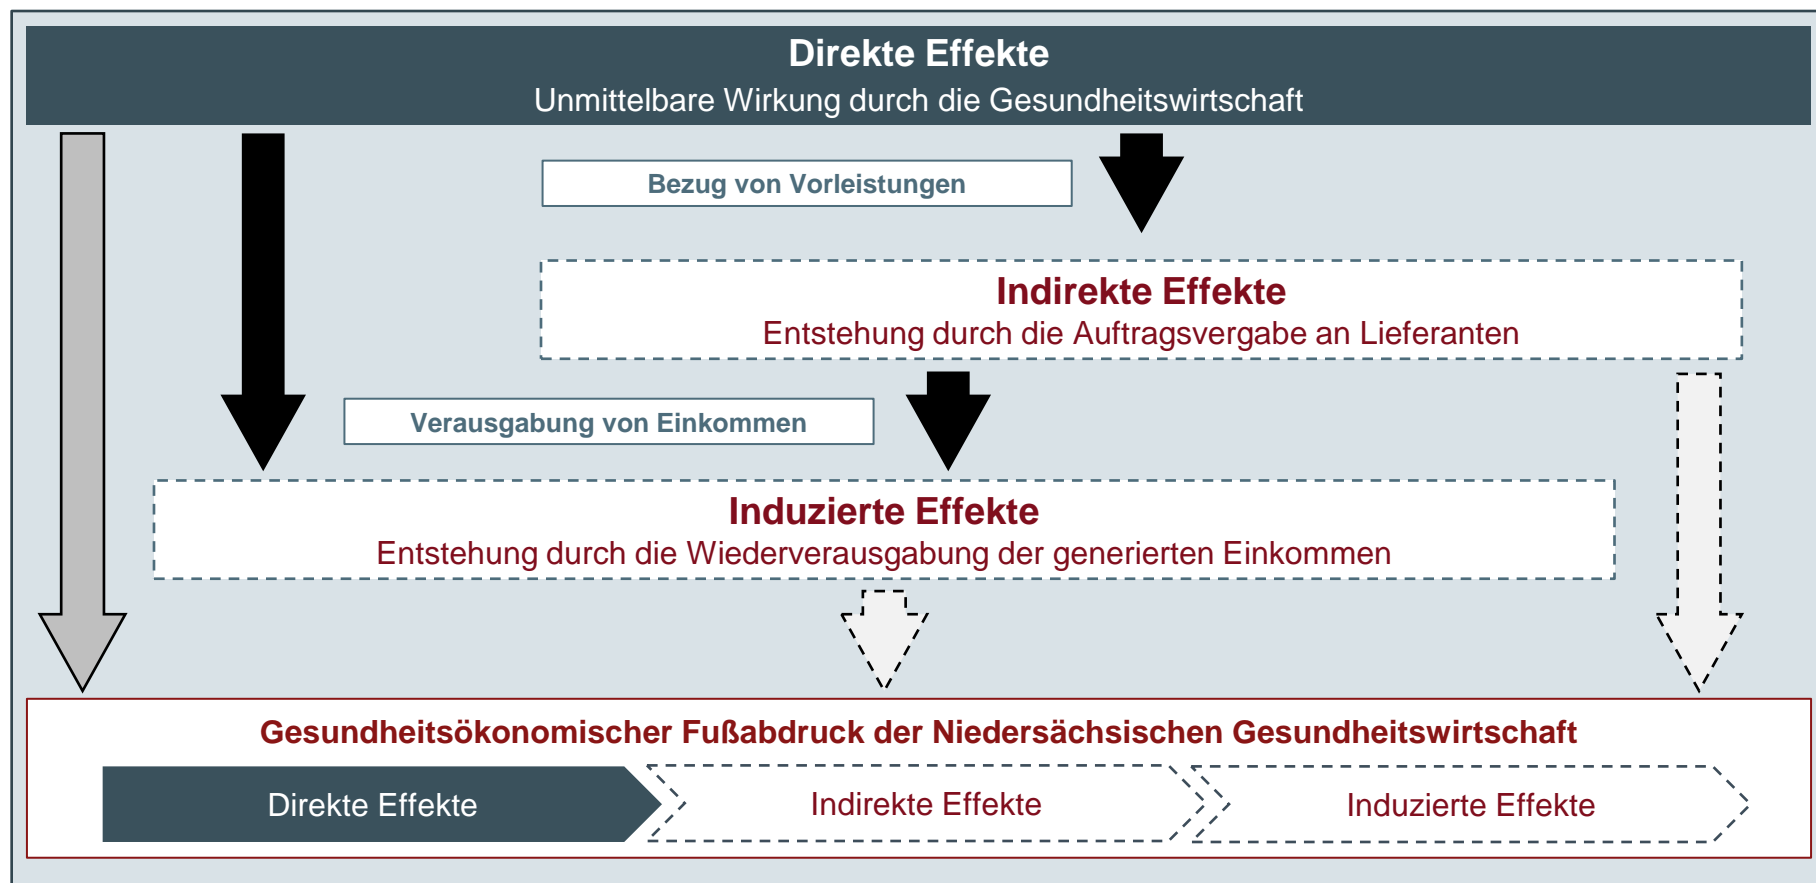 Direkte Effekte
Unmittelbare Wirkung durch die Gesundheitswirtschaft
Bezug von Vorleistungen
Indirekte Effekte
Entstehung durch die Auftragsvergabe an Lieferanten
Verausgabung von Einkommen
Induzierte Effekte
Entstehung durch die Wiederverausgabung der generierten Einkommen
Gesundheitsökonomischer Fußabdruck der Niedersächsischen Gesundheitswirtschaft
Direkte Effekte
Indirekte Effekte
Induzierte Effekte